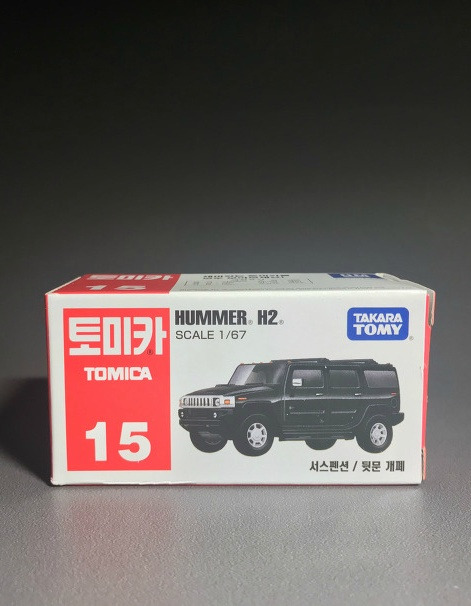 15
토미카®
TOMICA
15
HUMMER® H2®
SCALE 1/67
TAKARA
TOMY®
서스펜션 / 뒷문 개폐